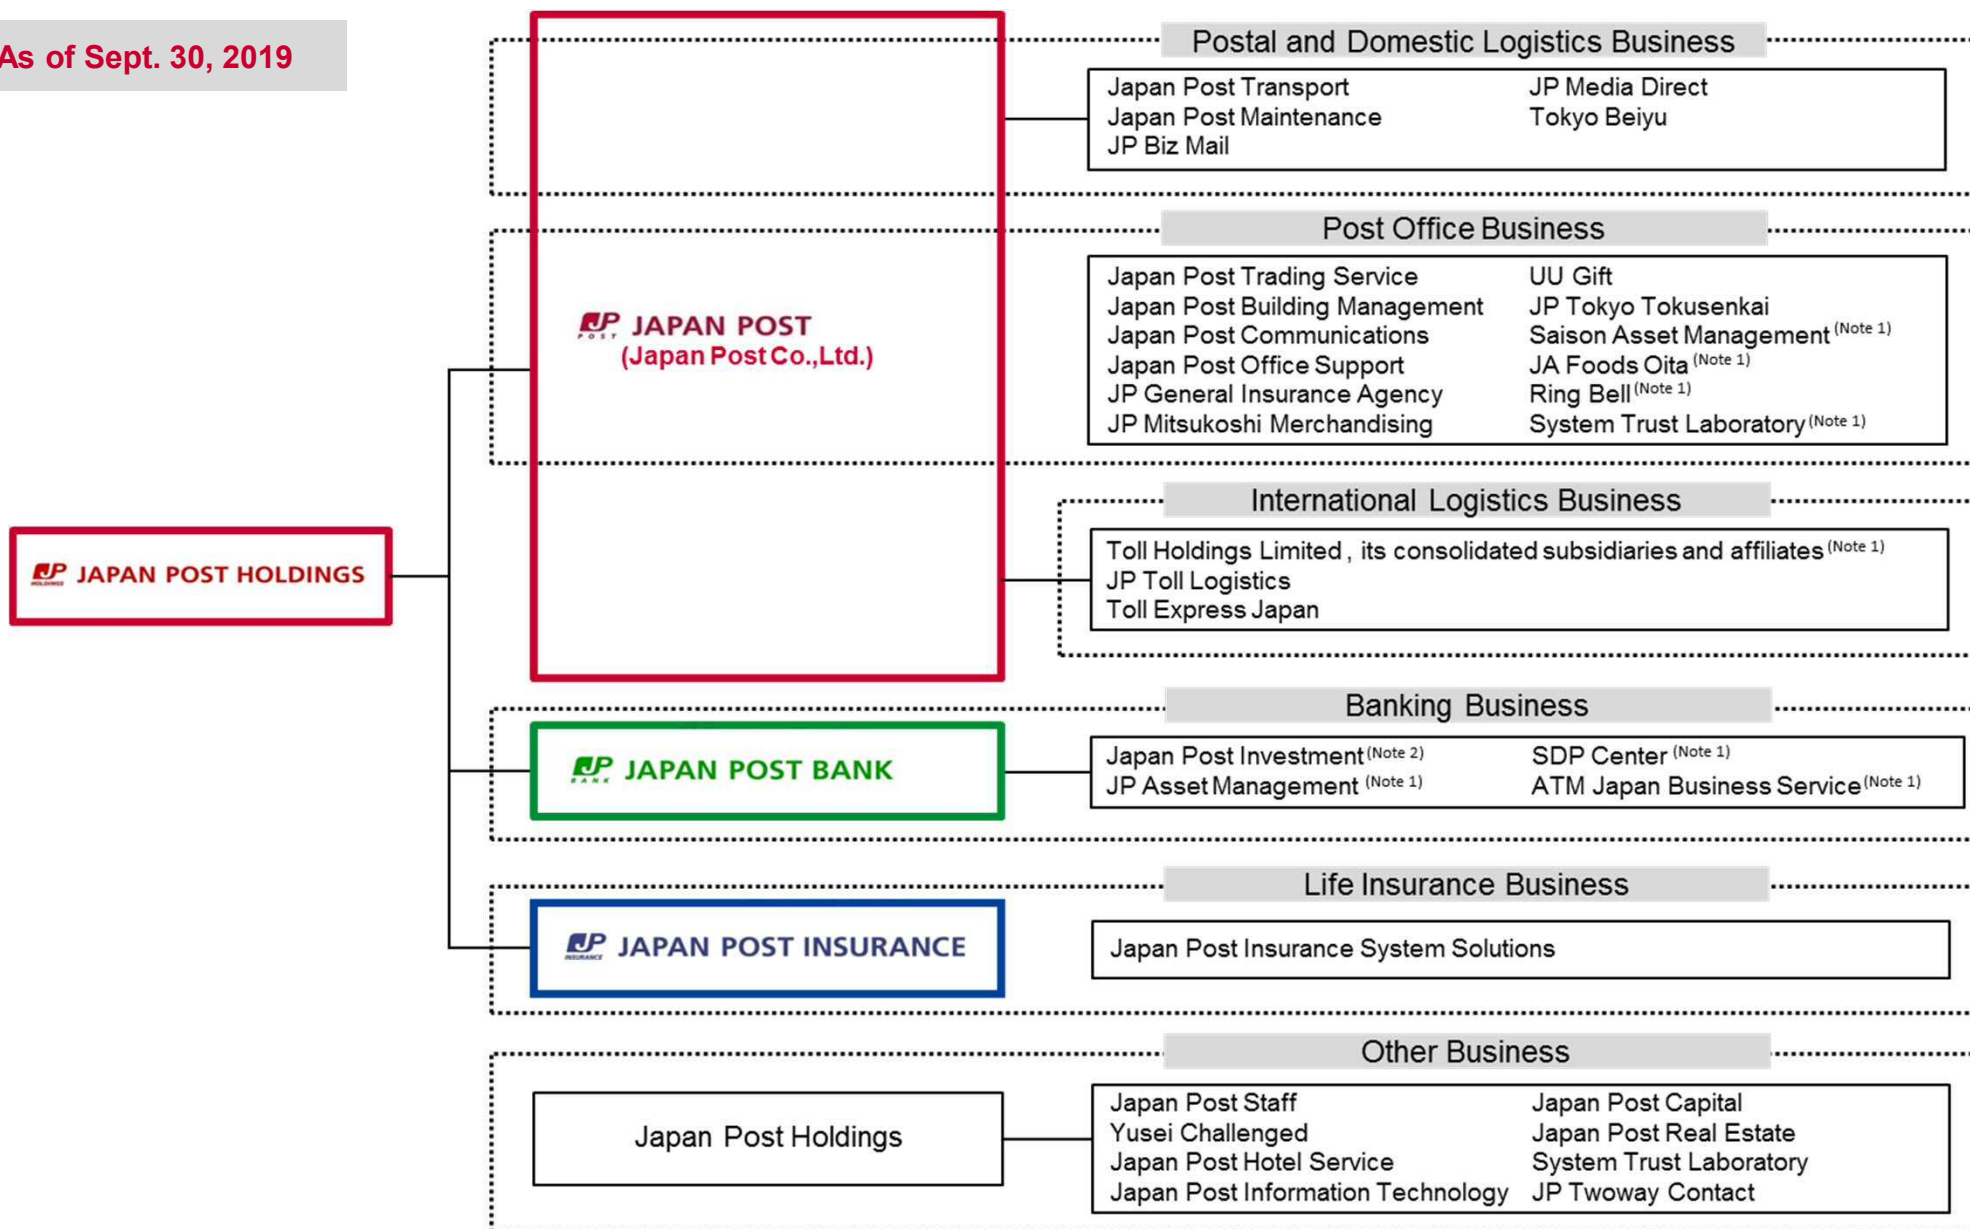 As of Sept. 30, 2019
Postal and Domestic Logistics Business
Japan Post Transport
Japan Post Maintenance
JP Biz Mail
JP Media Direct
Tokyo Beiyu
Post Office Business
Japan Post Trading Service
Japan Post Building Management
Japan Post Communications
Japan Post Office Support
JP General Insurance Agency
JP Mitsukoshi Merchandising
UU Gift
JP Tokyo Tokusenkai
Saison Asset Management (Note 1)
JA Foods Oita (Note 1)
Ring Bell (Note 1)
System Trust Laboratory (Note 1)
JP POST JAPAN POST
(Japan Post Co.,Ltd.)
International Logistics Business
Toll Holdings Limited , its consolidated subsidiaries and affiliates (Note 1)
JP Toll Logistics
Toll Express Japan
JP HOLDINGS JAPAN POST HOLDINGS
Banking Business
JP BANK JAPAN POST BANK
Japan Post Investment (Note 2)
JP Asset Management (Note 1)
SDP Center (Note 1)
ATM Japan Business Service (Note 1)
Life Insurance Business
JP INSURANCE JAPAN POST INSURANCE
Japan Post Insurance System Solutions
Other Business
Japan Post Holdings
Japan Post Staff
Yusei Challenged
Japan Post Hotel Service
Japan Post Information Technology
Japan Post Capital
Japan Post Real Estate
System Trust Laboratory
JP Twoway Contact